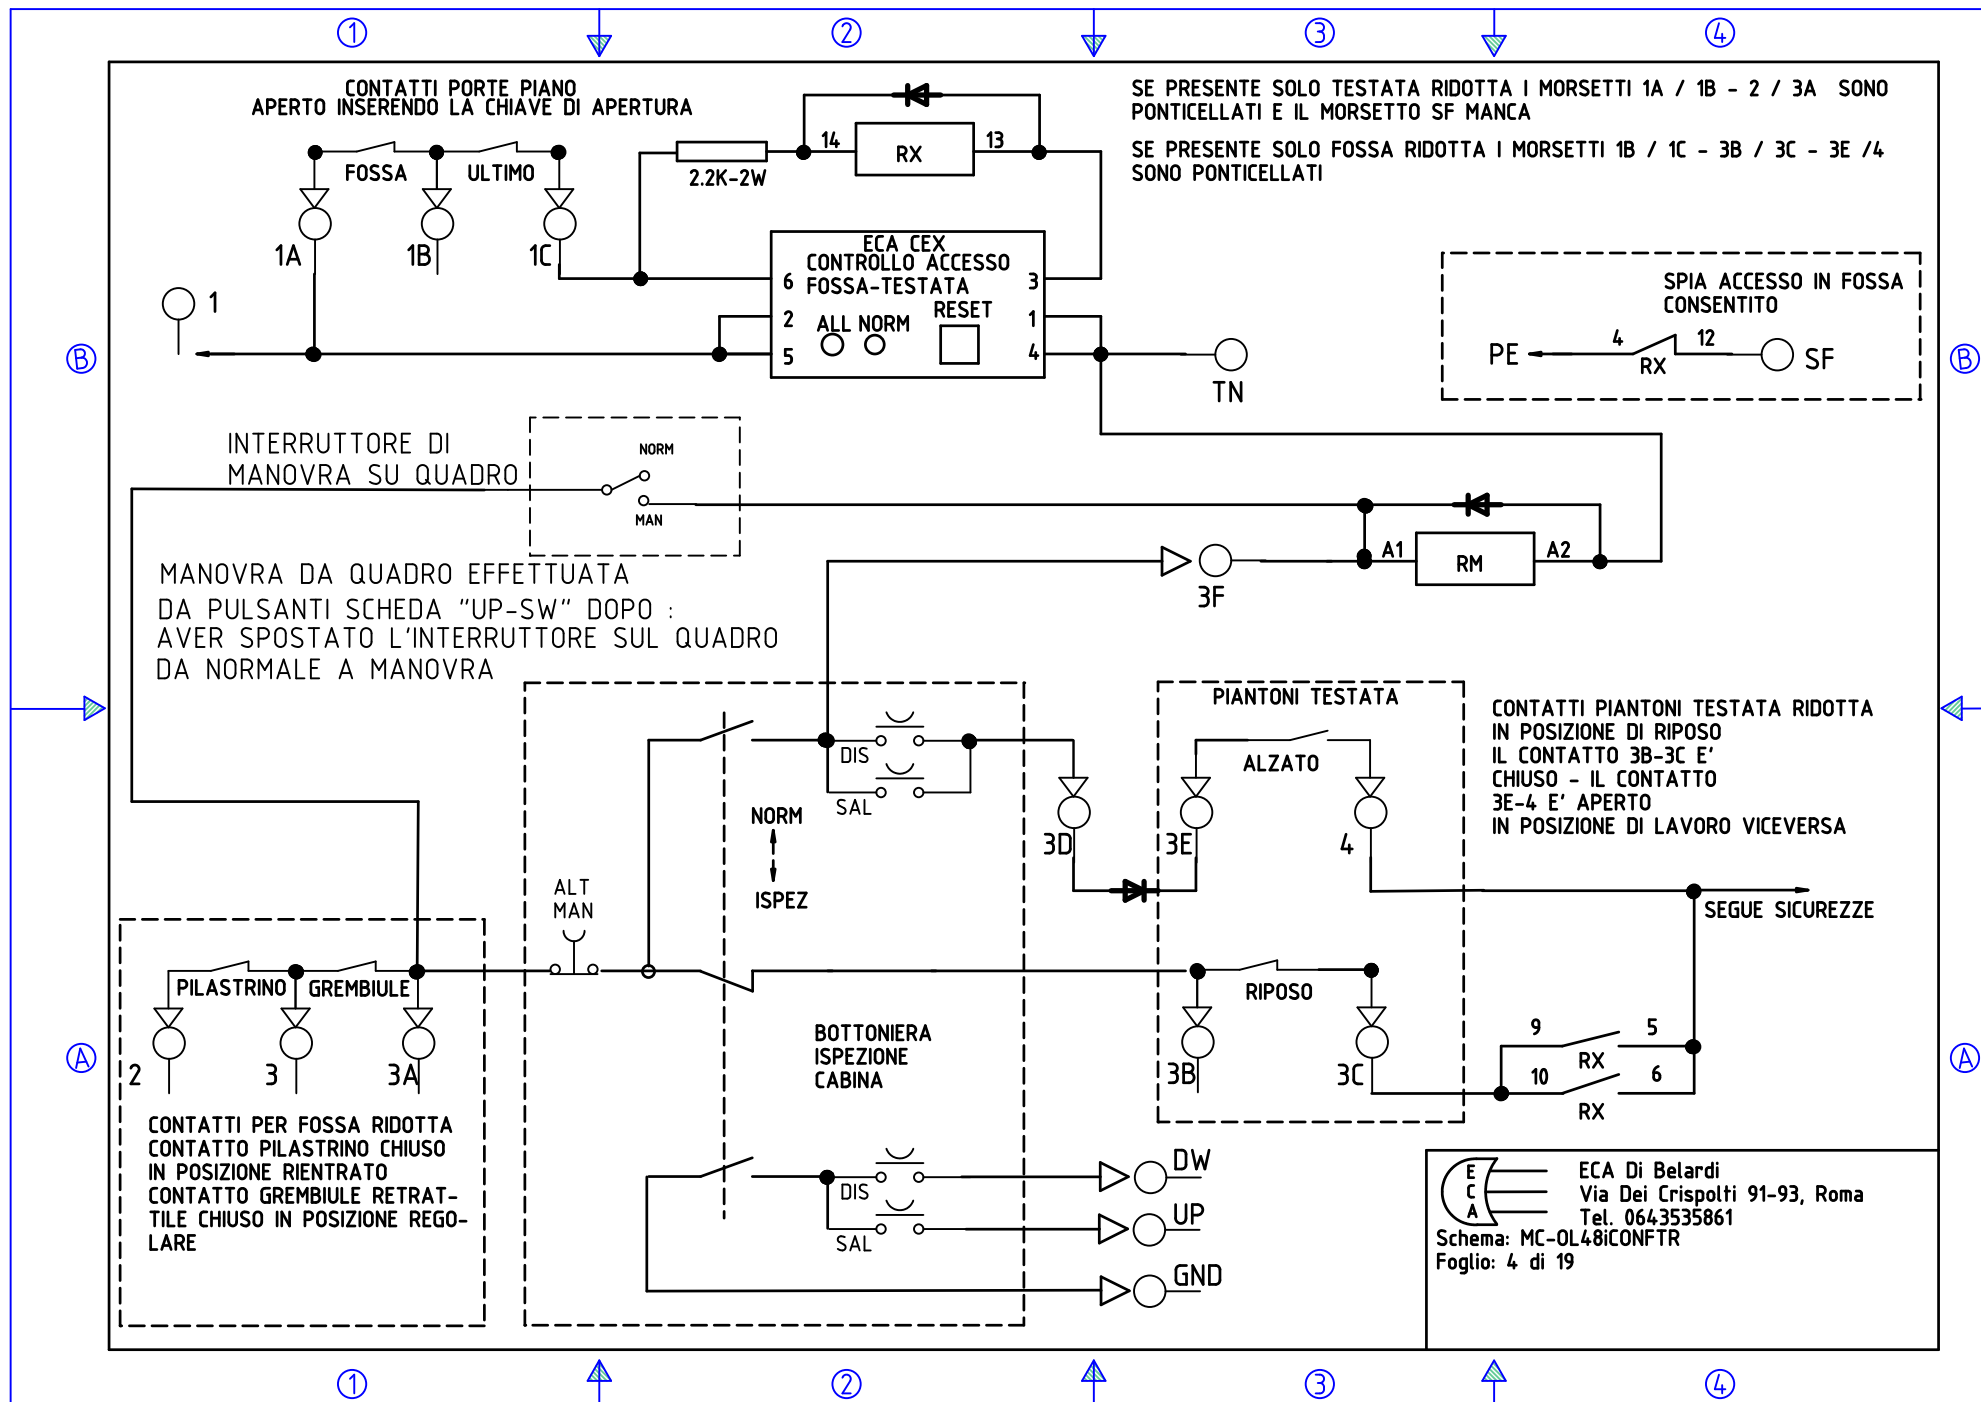 1
2
3
4
CONTATTI PORTE PIANO
APERTO INSERENDO LA CHIAVE DI APERTURA
FOSSA
ULTIMO
1A
1B
1C
1
2.2K-2W
14
RX
13
SE PRESENTE SOLO TESTATA RIDOTTA I MORSETTI 1A / 1B - 2 / 3A SONO
PONTICELLATI E IL MORSETTO SF MANCA
SE PRESENTE SOLO FOSSA RIDOTTA I MORSETTI 1B / 1C - 3B / 3C - 3E /4
SONO PONTICELLATI
ECA CEX
CONTROLLO ACCESSO
FOSSA-TESTATA
RESET
ALL NORM
6
2
5
3
1
4
TN
SPIA ACCESSO IN FOSSA
CONSENTITO
PE
4
RX
12
SF
B
B
INTERRUTTORE DI
MANOVRA SU QUADRO
NORM
MAN
MANOVRA DA QUADRO EFFETTUATA
DA PULSANTI SCHEDA "UP-SW" DOPO :
AVER SPOSTATO L'INTERRUTTORE SUL QUADRO
DA NORMALE A MANOVRA
3F
A1
RM
A2
DIS
SAL
NORM
ISPEZ
ALT
MAN
3D
PIANTONI TESTATA
ALZATO
3E
4
CONTATTI PIANTONI TESTATA RIDOTTA
IN POSIZIONE DI RIPOSO
IL CONTATTO 3B-3C E'
CHIUSO - IL CONTATTO
3E-4 E' APERTO
IN POSIZIONE DI LAVORO VICEVERSA
SEGUE SICUREZZE
PILASTRINO
GREMBIULE
2
3
3A
CONTATTI PER FOSSA RIDOTTA
CONTATTO PILASTRINO CHIUSO
IN POSIZIONE RIENTRATO
CONTATTO GREMBIULE RETRAT-
TILE CHIUSO IN POSIZIONE REGO-
LARE
BOTTONIERA
ISPEZIONE
CABINA
RIPOSO
3B
3C
9
5
RX
10
6
RX
A
A
DIS
SAL
DW
UP
GND
E
C
A
ECA Di Belardi
Via Dei Crispolti 91-93, Roma
Tel. 0643535861
Schema: MC-OL48iCONFTR
Foglio: 4 di 19
1
2
3
4